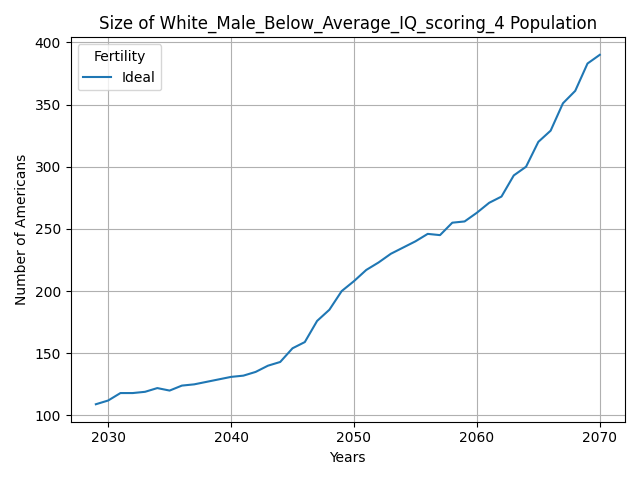 Size of White_Male_Below_Average_IQ_scoring_4 Population
400
350
300
250
200
150
100
Number of Americans
Fertility
Ideal
2030 2040 2050 2060 2070
Years